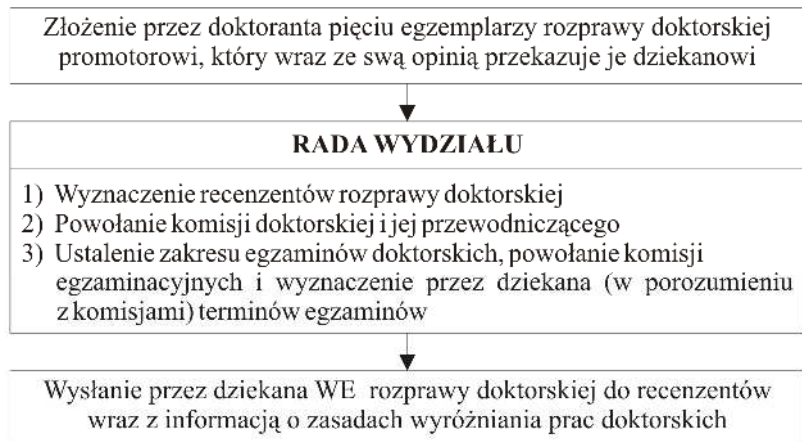 Złożenie przez doktoranta pięciu egzemplarzy rozprawy doktorskiej
promotorowi, który wraz ze swą opinią przekazuje je dziekanowi
RADA WYDZIAŁU
1) Wyznaczenie recenzentów rozprawy doktorskiej
2) Powołanie komisji doktorskiej i jej przewodniczącego
3) Ustalenie zakresu egzaminów doktorskich, powołanie komisji
egzaminacyjnych i wyznaczenie przez dziekana (w porozumieniu
z komisjami) terminów egzaminów
Wysłanie przez dziekana WE rozprawy doktorskiej do recenzentów
wraz z informacją o zasadach wyróżniania prac doktorskich